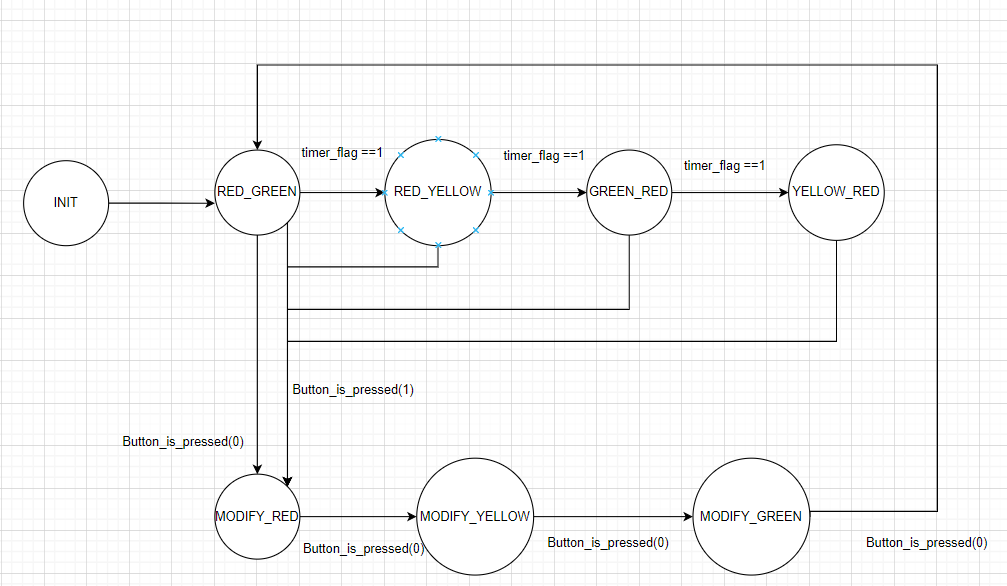 timer_flag ==1
timer_flag ==1
timer_flag ==1
INIT
RED_GREEN
RED_YELLOW
GREEN_RED
YELLOW_RED
Button_is_pressed(1)
Button_is_pressed(0)
MODIFY_RED
MODIFY_YELLOW
MODIFY_GREEN
Button_is_pressed(0)
Button_is_pressed(0)
Button_is_pressed(0)